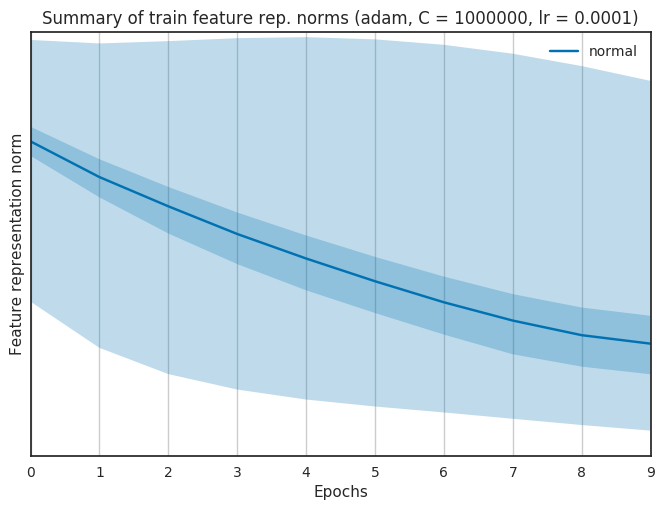 Summary of train feature rep. norms (adam, C = 1000000, lr = 0.0001)
normal
Feature representation norm
0 1 2 3 4 5 6 7 8 9
Epochs